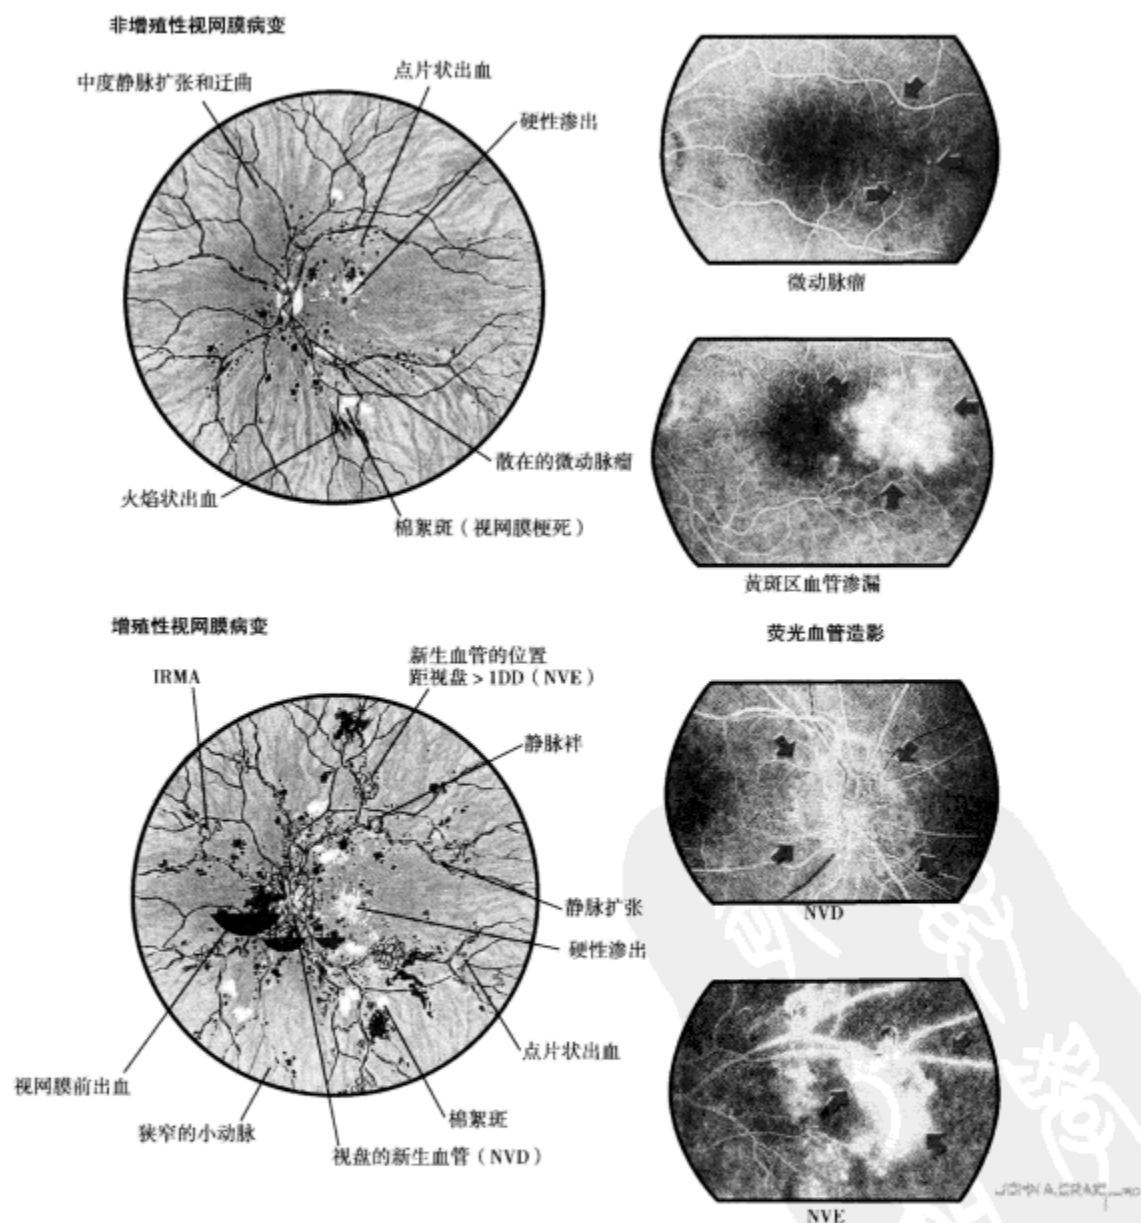 非增殖性视网膜病变
中度静脉扩张和迂曲
点片状出血
硬性渗出
散在的微动脉瘤
火焰状出血
棉絮斑（视网膜梗死）
微动脉瘤
黄斑区血管渗漏
增殖性视网膜病变
荧光血管造影
IRMA
新生血管的位置
距视盘＞1DD（NVE）
静脉袢
静脉扩张
硬性渗出
点片状出血
视网膜前出血
狭窄的小动脉
棉絮斑
视盘的新生血管（NVD）
NVD
NVE
JOHN A. CRAIG